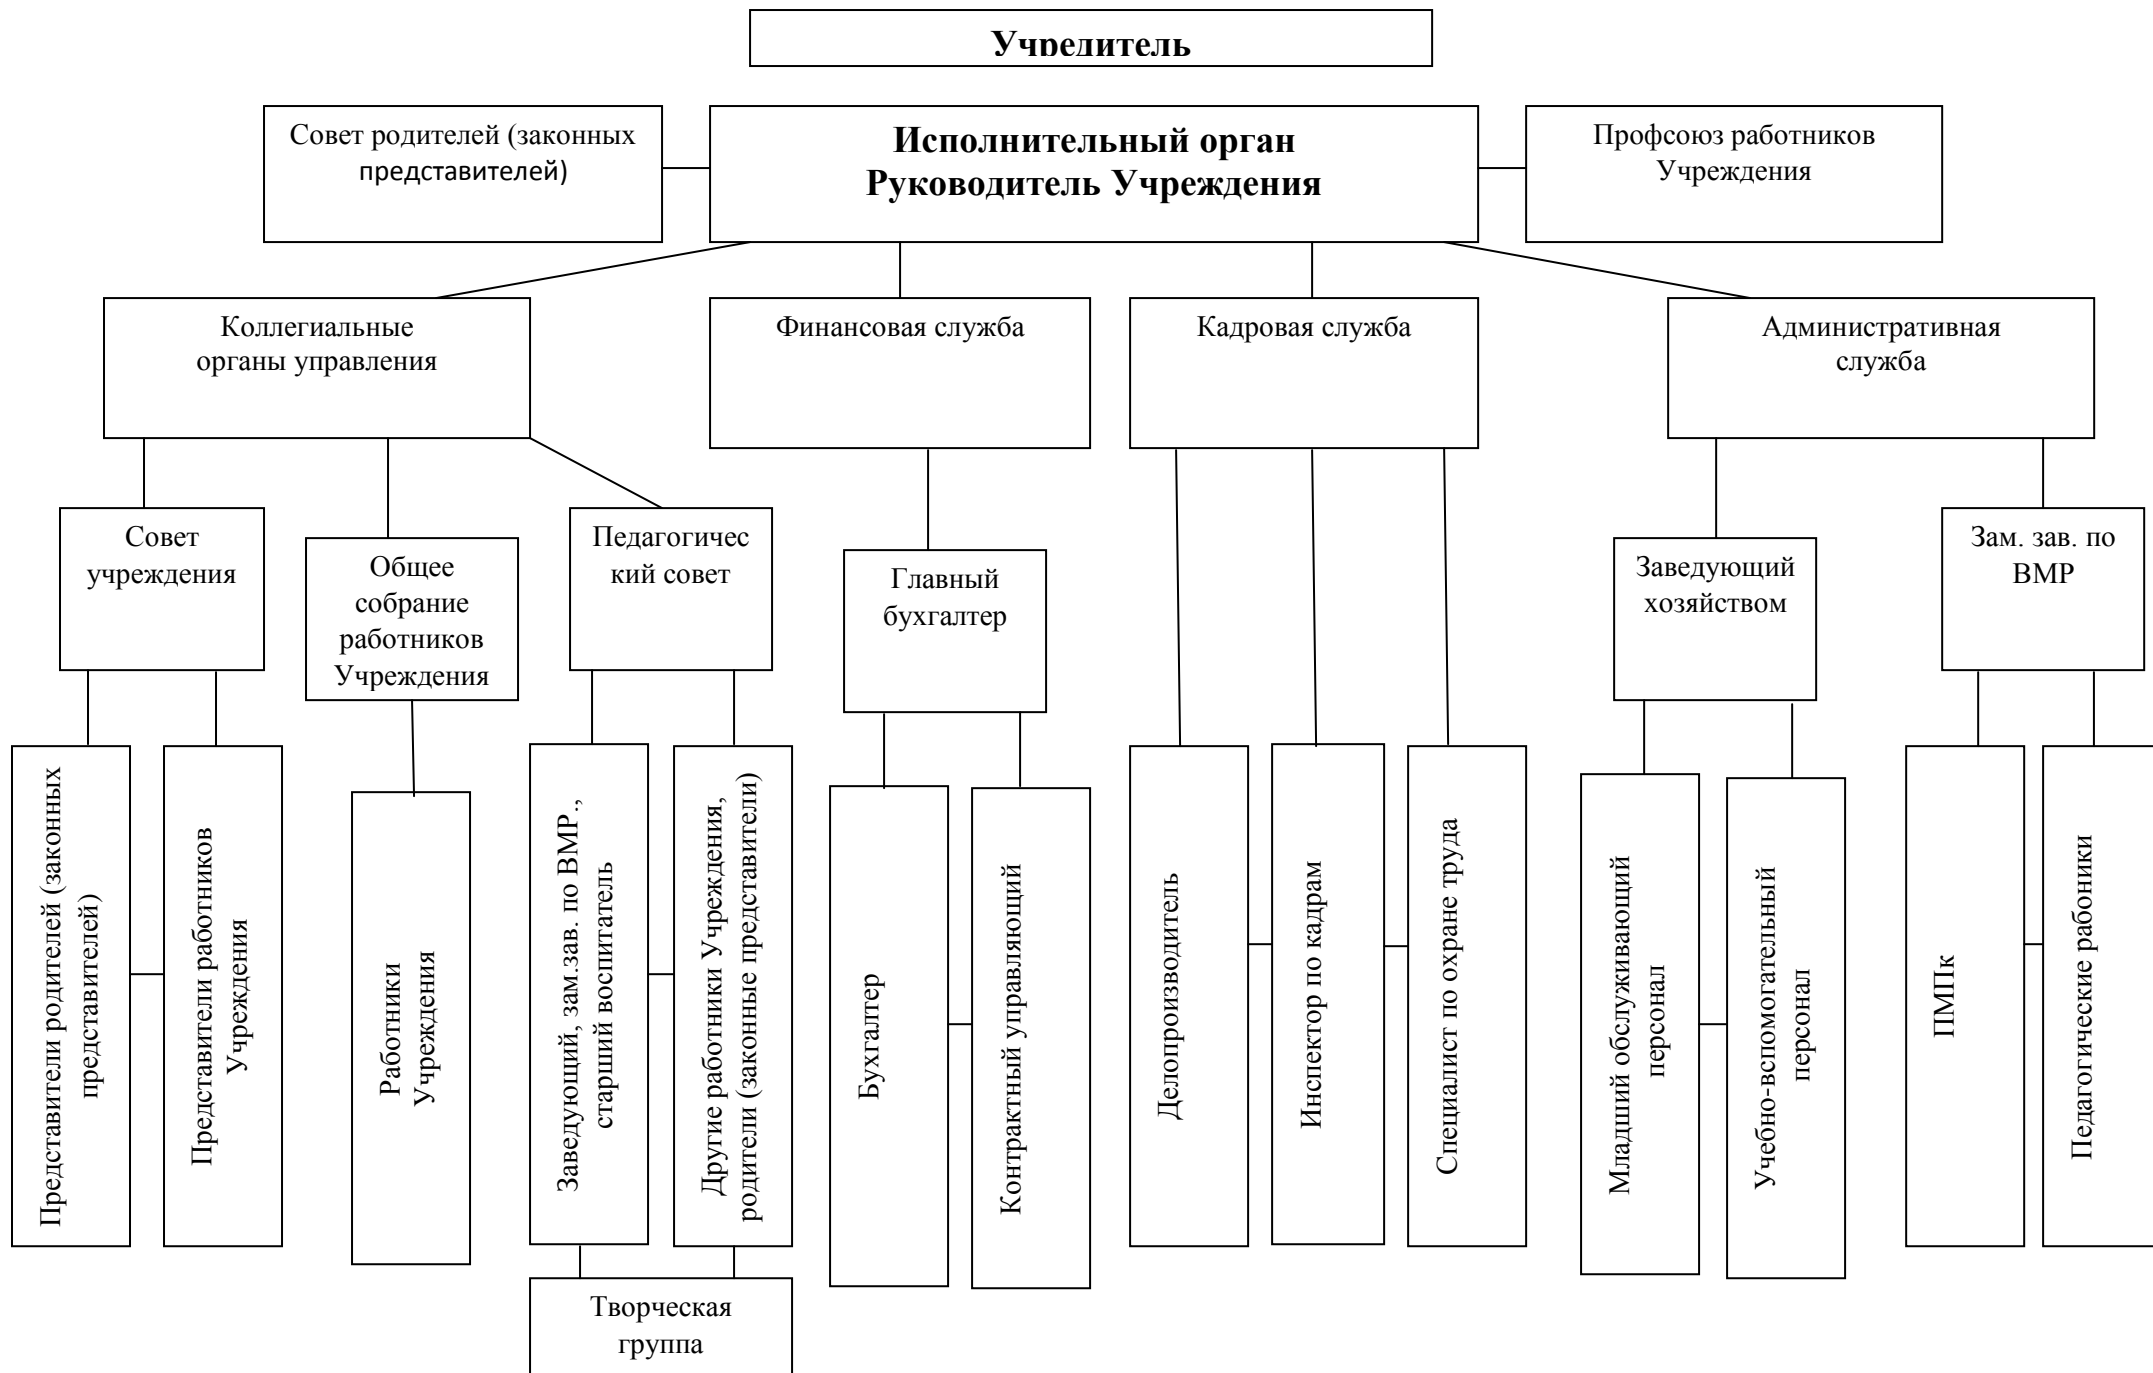 Учредитель
Совет родителей (законных
представителей)
Исполнительный орган
Руководитель Учреждения
Профсоюз работников
Учреждения
Коллегиальные
органы управления
Финансовая служба
Кадровая служба
Административная
служба
Совет
учреждения
Общее
собрание
работников
Учреждения
Педагогичес
кий совет
Главный
бухгалтер
Заведующий
хозяйством
Зам. зав. по
ВМР
Представители родителей (законных
представителей)
Представители работников
Учреждения
Работники
Учреждения
Заведующий, зам.зав. по ВМР.,
старший воспитатель
Другие работники Учреждения,
родители (законные представители)
Бухгалтер
Контрактный управляющий
Делопроизводитель
Инспектор по кадрам
Специалист по охране труда
Младший обслуживающий
персонал
Учебно-вспомогательный
персонал
ПМПк
Педагогические рабоники
Творческая
группа